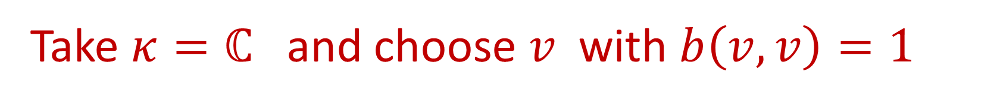 Take 𝜅 = ℂ and choose 𝑣 with 𝑏(𝑣, 𝑣) = 1